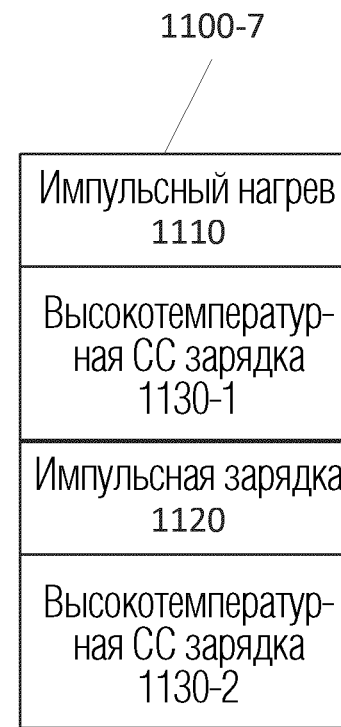 1100-7
Импульсный нагрев
1110
Высокотемператур-
ная СС зарядка
1130-1
Импульсная зарядка
1120
Высокотемператур-
ная СС зарядка
1130-2